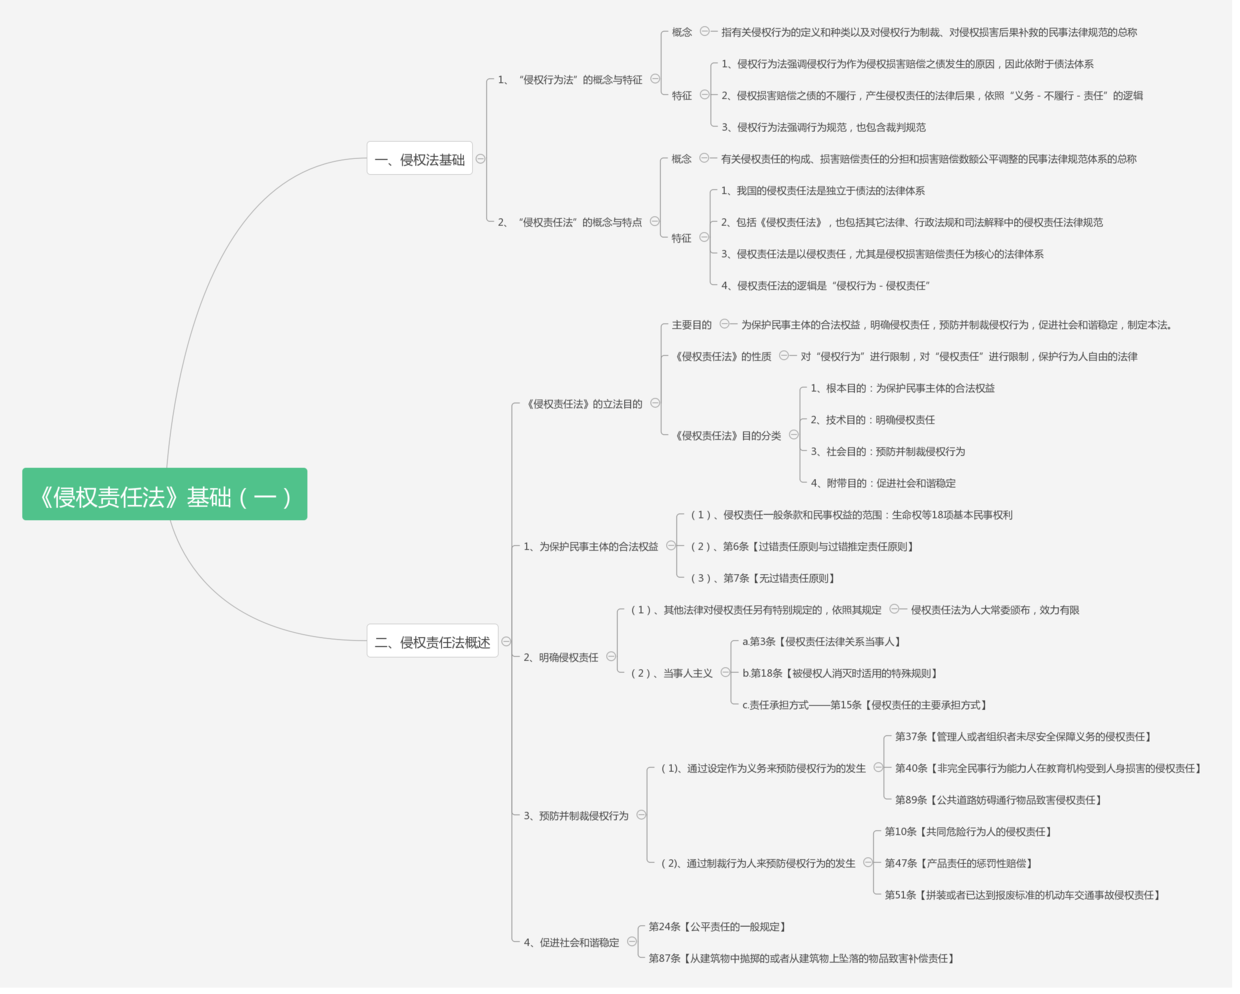 《侵权责任法》基础（一）
一、侵权法基础
1、“侵权行为法”的概念与特征
概念
指有关侵权行为的定义和种类以及对侵权行为制裁、对侵权损害后果补救的民事法律规范的总称
特征
1、侵权行为法强调侵权行为作为侵权损害赔偿之债发生的原因，因此依附于债法体系
2、侵权损害赔偿之债的不履行，产生侵权责任的法律后果，依照“义务－不履行－责任”的逻辑
3、侵权行为法强调行为规范，也包含裁判规范
2、“侵权责任法”的概念与特点
概念
有关侵权责任的构成、损害赔偿责任的分担和损害赔偿数额公平调整的民事法律规范体系的总称
特征
1、我国的侵权责任法是独立于债法的法律体系
2、包括《侵权责任法》，也包括其它法律、行政法规和司法解释中的侵权责任法律规范
3、侵权责任法是以侵权责任，尤其是侵权损害赔偿责任为核心的法律体系
4、侵权责任法的逻辑是“侵权行为－侵权责任”
二、侵权责任法概述
《侵权责任法》的立法目的
主要目的
为保护民事主体的合法权益，明确侵权责任，预防并制裁侵权行为，促进社会和谐稳定，制定本法。
《侵权责任法》的性质
对“侵权行为”进行限制，对“侵权责任”进行限制，保护行为人自由的法律
《侵权责任法》目的分类
1、根本目的：为保护民事主体的合法权益
2、技术目的：明确侵权责任
3、社会目的：预防并制裁侵权行为
4、附带目的：促进社会和谐稳定
1、为保护民事主体的合法权益
（1）、侵权责任一般条款和民事权益的范围：生命权等18项基本民事权利
（2）、第6条【过错责任原则与过错推定责任原则】
（3）、第7条【无过错责任原则】
2、明确侵权责任
（1）、其他法律对侵权责任另有特别规定的，依照其规定
侵权责任法为人大常委颁布，效力有限
（2）、当事人主义
a.第3条【侵权责任法律关系当事人】
b.第18条【被侵权人消灭时适用的特殊规则】
c.责任承担方式——第15条【侵权责任的主要承担方式】
3、预防并制裁侵权行为
（1)、通过设定作为义务来预防侵权行为的发生
第37条【管理人或者组织者未尽安全保障义务的侵权责任】
第40条【非完全民事行为能力人在教育机构受到人身损害的侵权责任】
第89条【公共道路妨碍通行物品致害侵权责任】
（2)、通过制裁行为人来预防侵权行为的发生
第10条【共同危险行为人的侵权责任】
第47条【产品责任的惩罚性赔偿】
第51条【拼装或者已达到报废标准的机动车交通事故侵权责任】
4、促进社会和谐稳定
第24条【公平责任的一般规定】
第87条【从建筑物中抛掷的或者从建筑物上坠落的物品致害补偿责任】